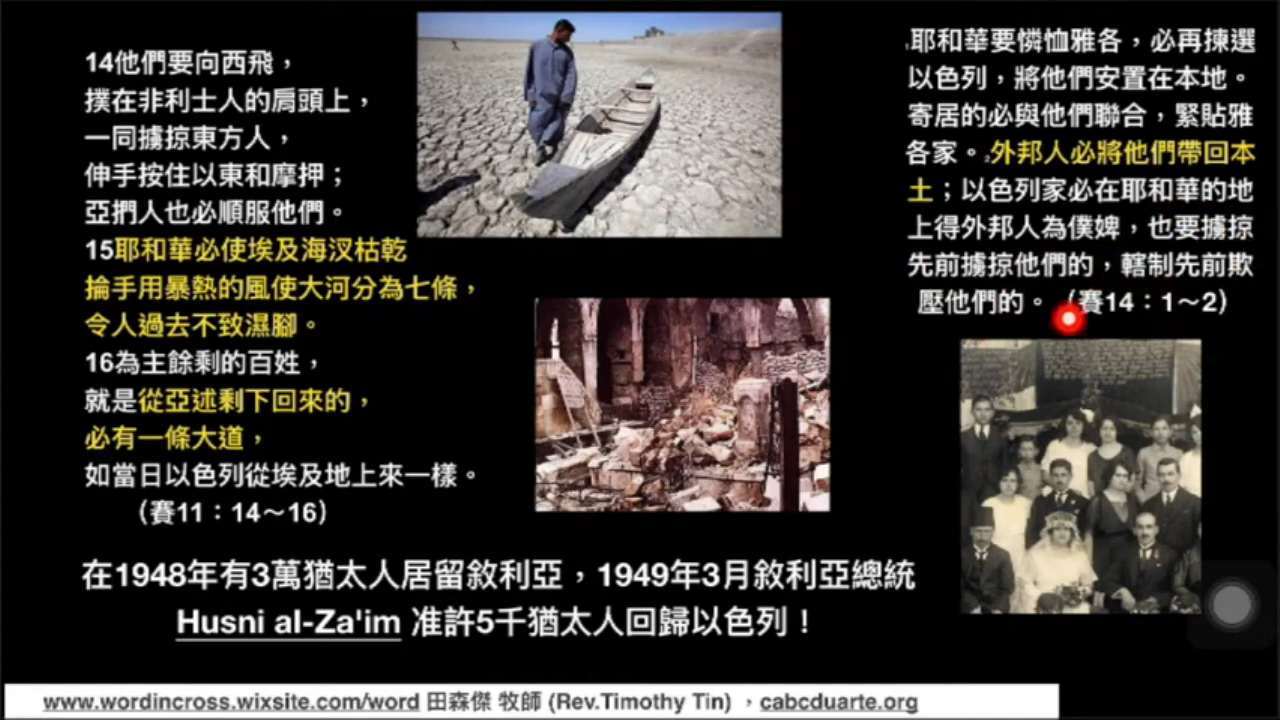 14他們要向西飛，
撲在非利士人的肩頭上，
一同擄掠東方人，
伸手按住以東和摩押；
亞捫人也必順服他們。
15耶和華必使埃及海汊枯乾
掄手用暴熱的風使大河分為七條，
令人過去不致濕腳。
16為主餘剩的百姓，
就是從亞述剩下回來的，
必有一條大道，
如當日以色列從埃及地上來一樣。
（賽11：14～16）
耶和華要憐恤雅各，必再揀選
以色列，將他們安置在本地。
寄居的必與他們聯合，緊貼雅
各家。2外邦人必將他們帶回本
土；以色列家必在耶和華的地
上得外邦人為僕婢，也要擄掠
先前擄掠他們的，轄制先前欺
壓他們的。（賽14：1～2）
在1948年有3萬猶太人居留敘利亞，1949年3月敘利亞總統
Husni al-Za'im 准許5千猶太人回歸以色列！
www.wordincross.wixsite.com/word 田森傑 牧師 (Rev.Timothy Tin) ，cabcduarte.org